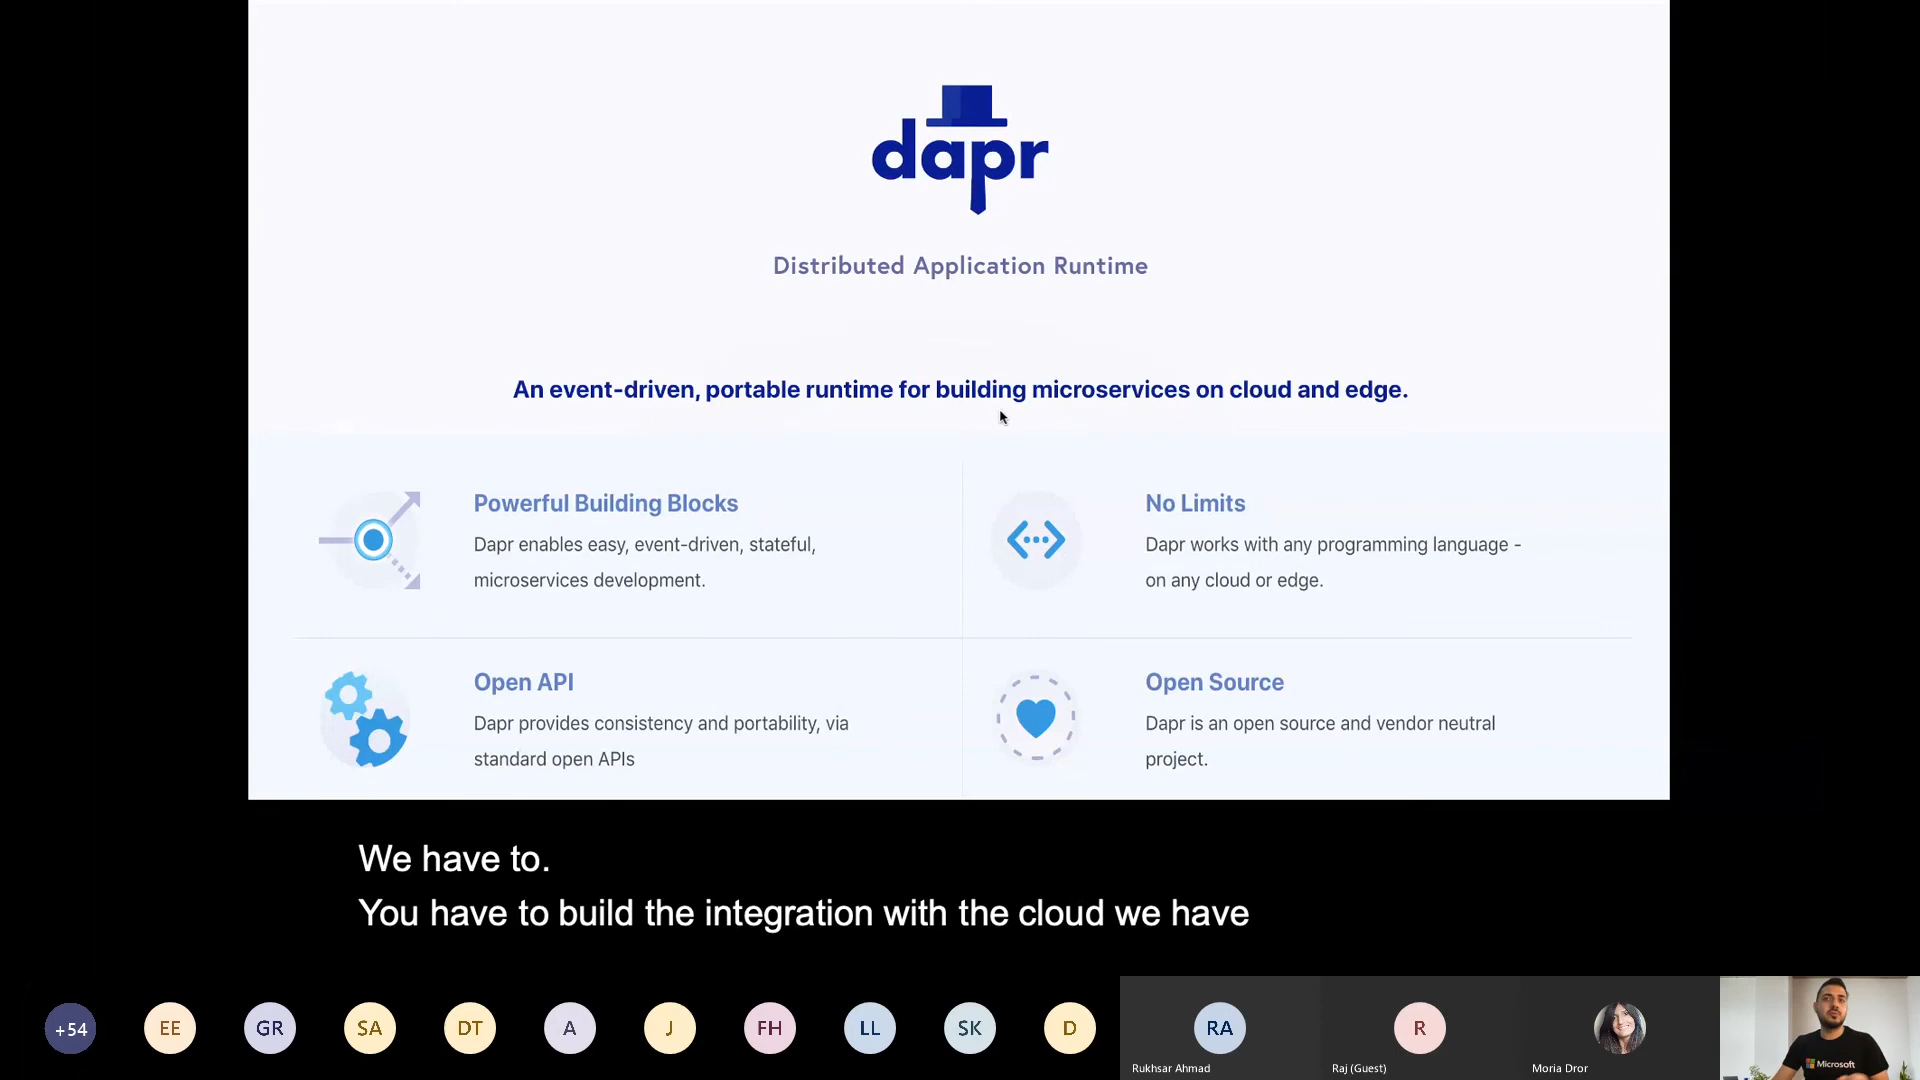 dapr
Distributed Application Runtime
An event-driven, portable runtime for building microservices on cloud and edge.
Powerful Building Blocks
Dapr enables easy, event-driven, stateful,
microservices development.
No Limits
Dapr works with any programming language -
on any cloud or edge.
Open API
Dapr provides consistency and portability, via
standard open APIs
Open Source
Dapr is an open source and vendor neutral
project.
We have to.
You have to build the integration with the cloud we have
+54
EE
GR
SA
DT
A
J
FH
LL
SK
D
RA
Rukhsar Ahmad
R
Raj (Guest)
Moria Dror
Microsoft